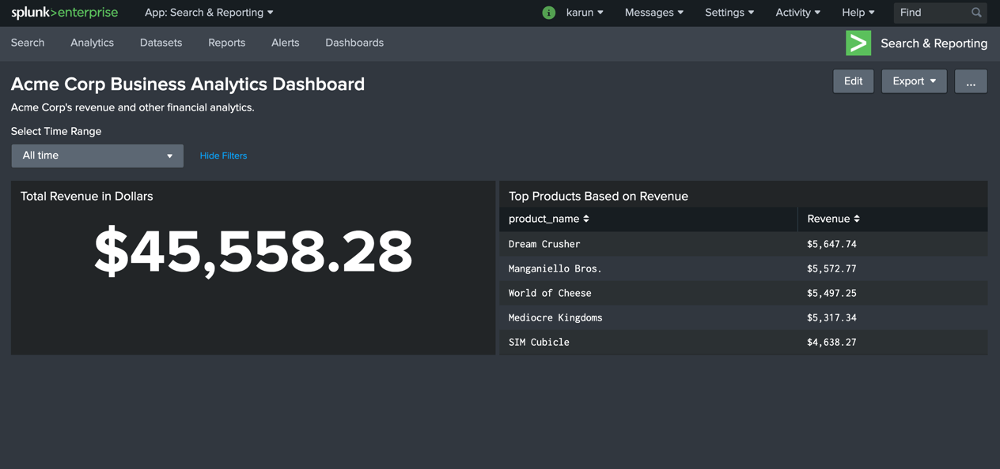 splunk>enterprise App: Search & Reporting i karun Messages Settings Activity Help Find
Search Analytics Datasets Reports Alerts Dashboards > Search & Reporting
Acme Corp Business Analytics Dashboard Edit Export ...
Acme Corp's revenue and other financial analytics.
Select Time Range
All time Hide Filters
Total Revenue in Dollars
$45,558.28
Top Products Based on Revenue
product_name Revenue
Dream Crusher $5,647.74
Manganiello Bros. $5,572.77
World of Cheese $5,497.25
Mediocre Kingdoms $5,317.34
SIM Cubicle $4,638.27